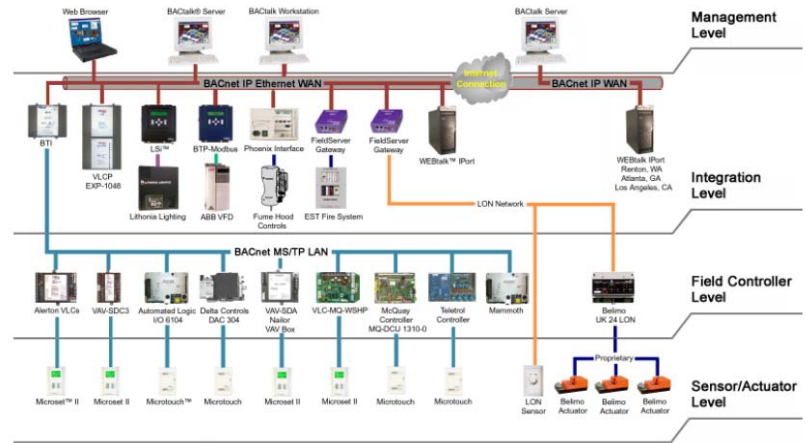 Web Browser
BACtalk® Server
BACtalk Workstation
BACtalk Server
Management
Level
Internet
Connection
BACnet IP Ethernet WAN
BACnet IP WAN
BTI
VLCP
EXP-1048
LSi™
BTP-Modbus
Phoenix Interface
FieldServer
Gateway
FieldServer
Gateway
WEBtalk™ IPort
WEBtalk IPort
Renton, WA
Atlanta, GA
Los Angeles, CA
Integration
Level
Lithonia Lighting
ABB VFD
Fume Hood
Controls
EST Fire System
LON Network
BACnet MS/TP LAN
Alerton VLCs
VAV-SDC3
Automated Logic
I/O 6104
Delta Controls
DAC 304
VAV-SDA
Nailor
VAV Box
VLC-MQ-WSHP
McQuay
Controller
MQ-DCU 1310-0
Teletrol
Controller
Mammoth
Belimo
UK 24 LON
Field Controller
Level
Proprietary
Microset™ II
Microset II
Microtouch™
Microtouch
Microset II
Microset II
Microtouch
Microtouch
LON
Sensor
Belimo
Actuator
Belimo
Actuator
Belimo
Actuator
Sensor/Actuator
Level